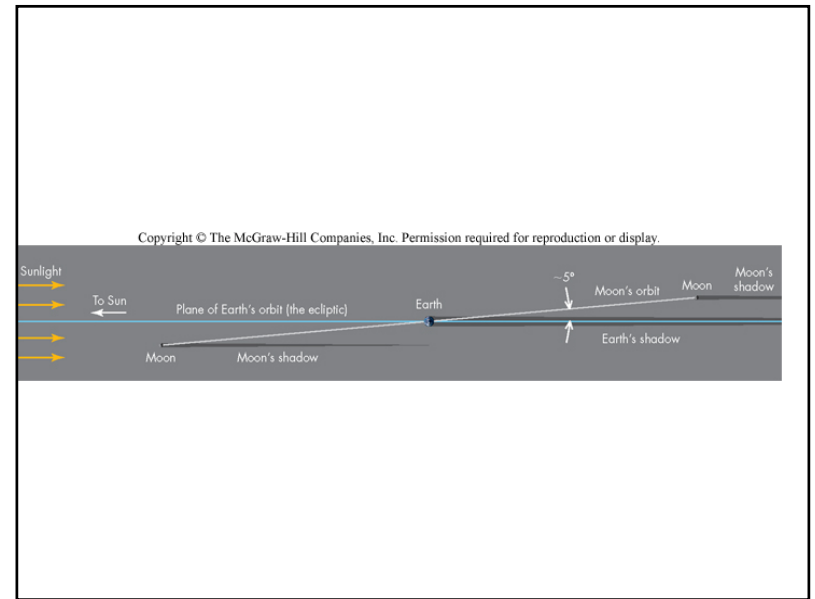 Copyright © The McGraw-Hill Companies, Inc. Permission required for reproduction or display.
Sunlight
To Sun
Plane of Earth's orbit (the ecliptic)
Earth
~5°
Moon's orbit
Moon
Moon's
shadow
Moon
Moon's shadow
Earth's shadow